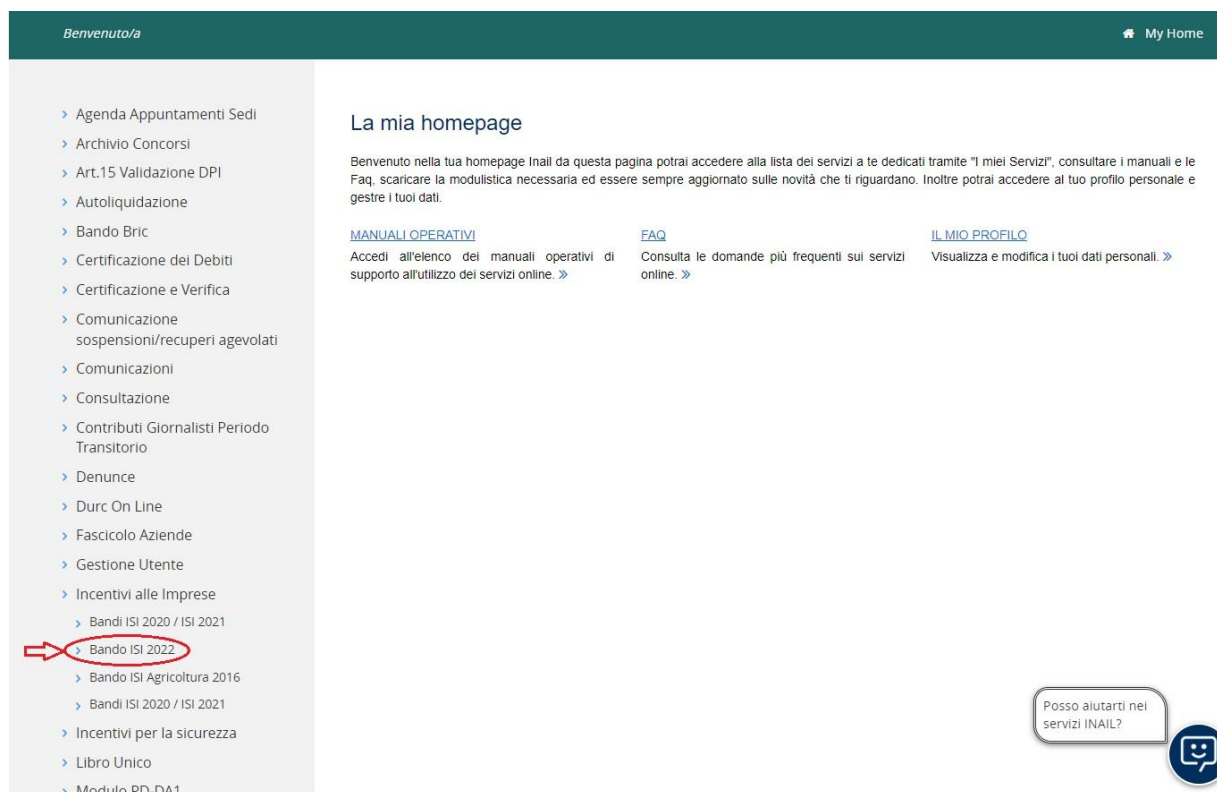 Benvenuto/a
My Home
Agenda Appuntamenti Sedi
Archivio Concorsi
Art.15 Validazione DPI
Autoliquidazione
Bando Bric
Certificazione dei Debiti
Certificazione e Verifica
Comunicazione
sospensioni/recuperi agevolati
Comunicazioni
Consultazione
Contributi Giornalisti Periodo
Transitorio
Denunce
Durc On Line
Fascicolo Aziende
Gestione Utente
Incentivi alle Imprese
Bandi ISI 2020 / ISI 2021
Bando ISI 2022
Bando ISI Agricoltura 2016
Bandi ISI 2020 / ISI 2021
Incentivi per la sicurezza
Libro Unico
Modulo PD-DA1
La mia homepage
Benvenuto nella tua homepage Inail da questa pagina potrai accedere alla lista dei servizi a te dedicati tramite "I miei Servizi", consultare i manuali e le
Faq, scaricare la modulistica necessaria ed essere sempre aggiornato sulle novità che ti riguardano. Inoltre potrai accedere al tuo profilo personale e
gestre i tuoi dati.
MANUALI OPERATIVI
Accedi all'elenco dei manuali operativi di
supporto all'utilizzo dei servizi online. »
FAQ
Consulta le domande più frequenti sui servizi
online. »
IL MIO PROFILO
Visualizza e modifica i tuoi dati personali. »
Posso aiutarti nei
servizi INAIL?